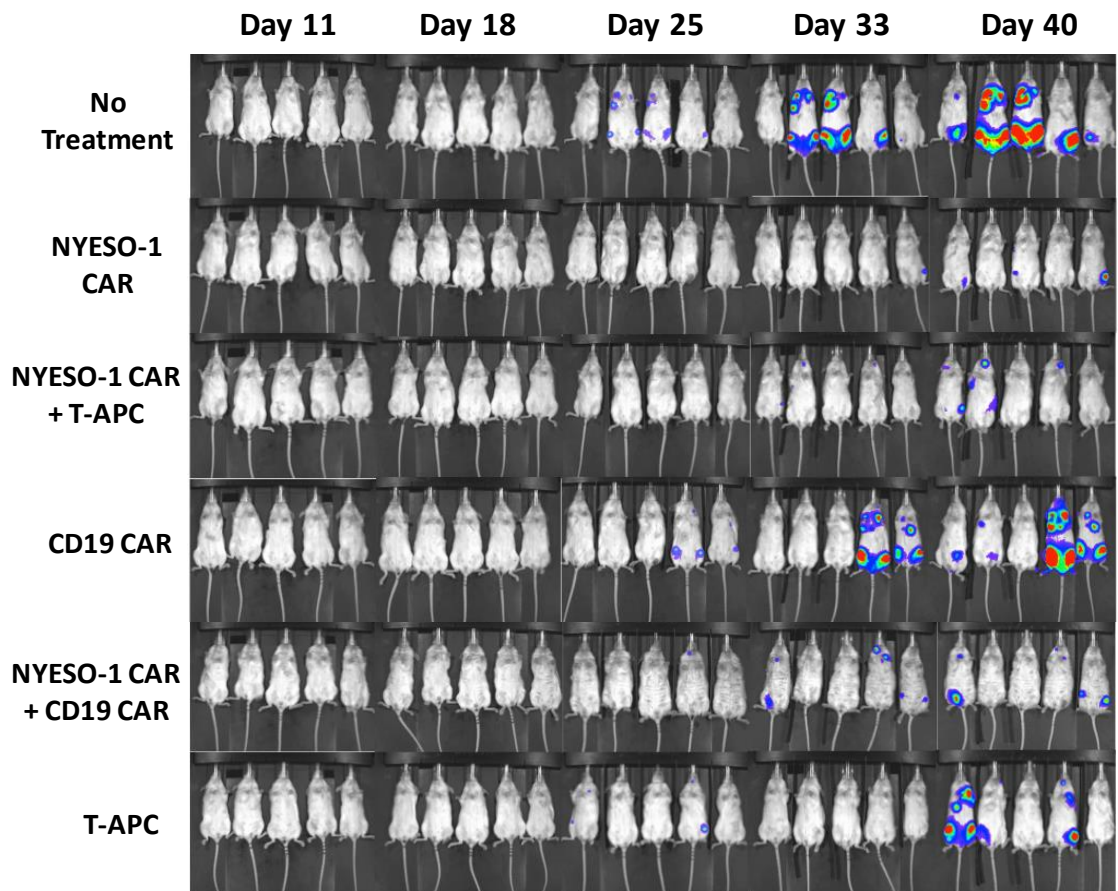 Day 11 Day 18 Day 25 Day 33 Day 40
No
Treatment
NYESO-1
CAR
NYESO-1 CAR
+ T-APC
CD19 CAR
NYESO-1 CAR
+ CD19 CAR
T-APC